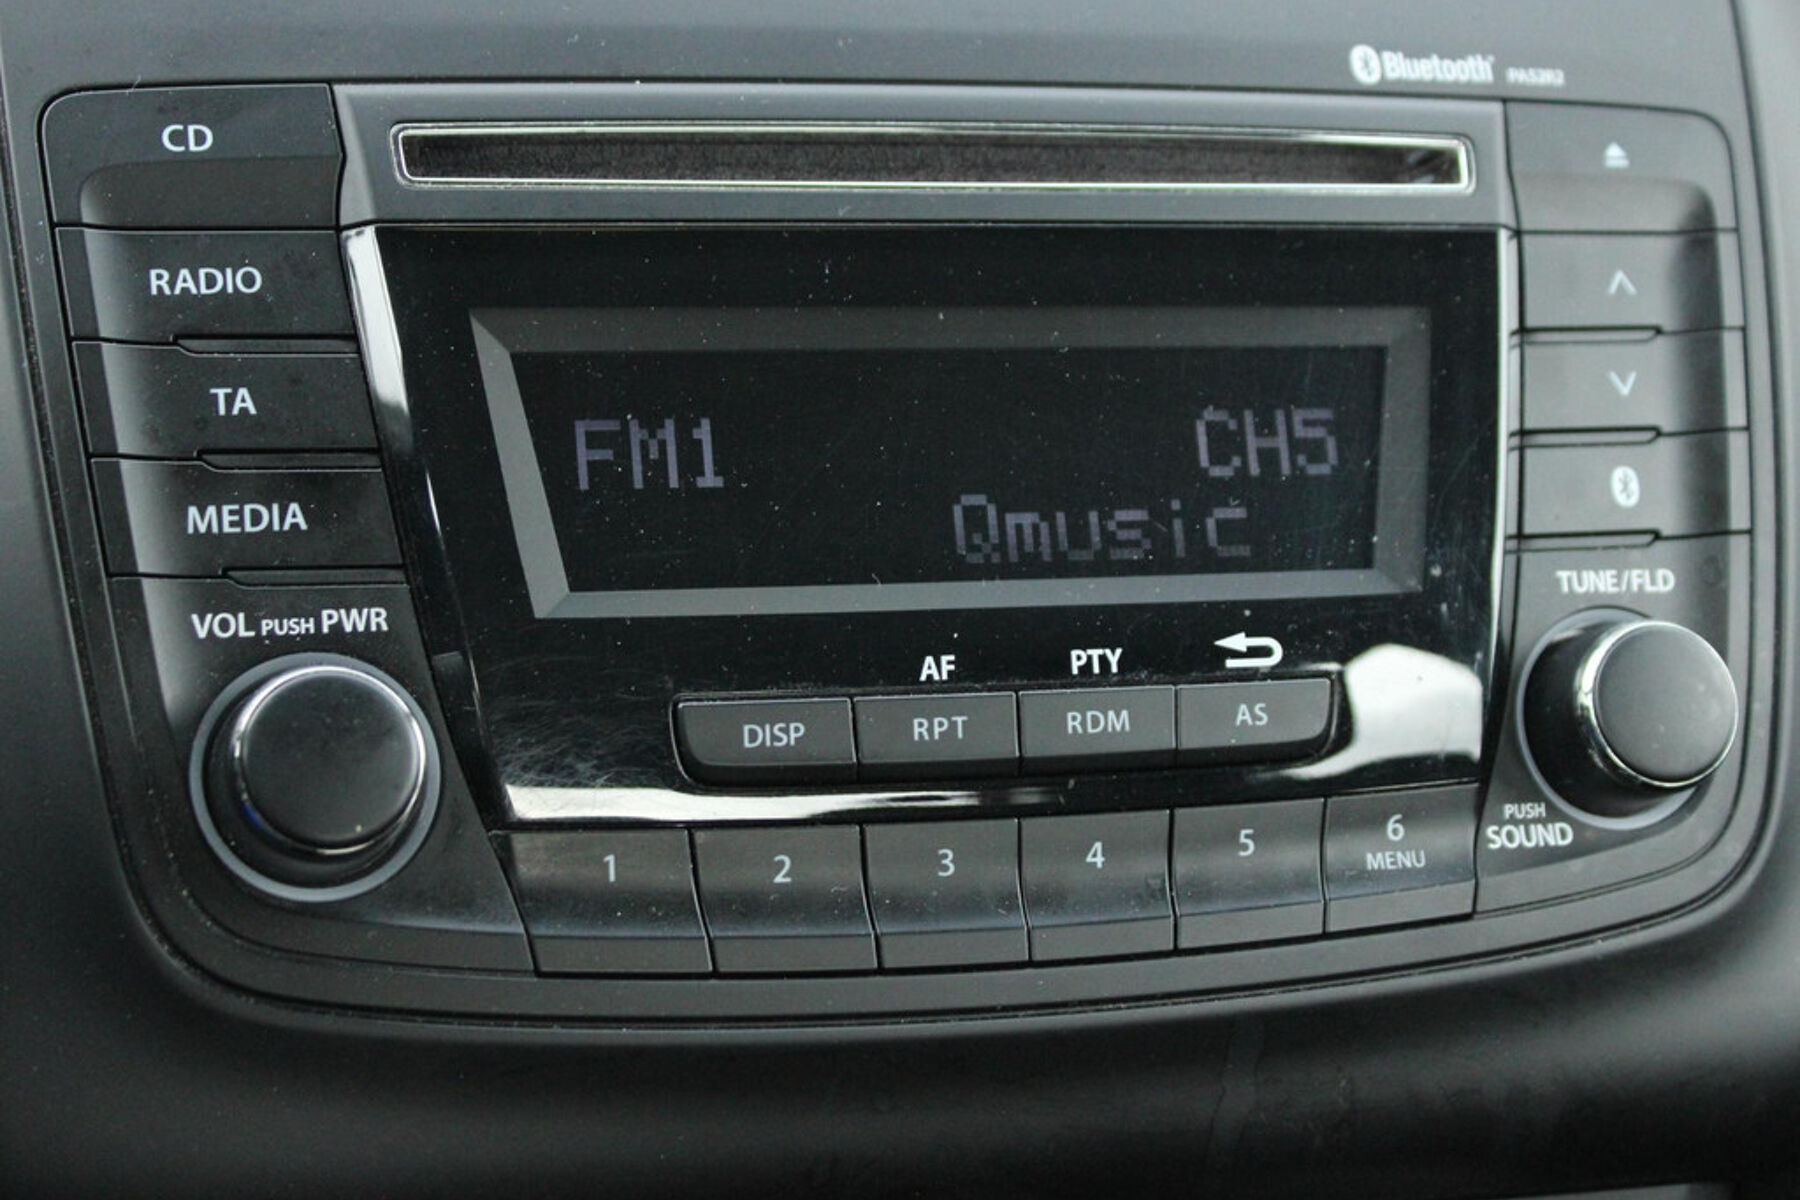 Bluetooth PA52R2
CD
RADIO
TA
MEDIA
VOL PUSH PWR
FM1 CH5
Qmusic
AF PTY
DISP RPT RDM AS
1 2 3 4 5 6
MENU
TUNE/FLD
PUSH
SOUND